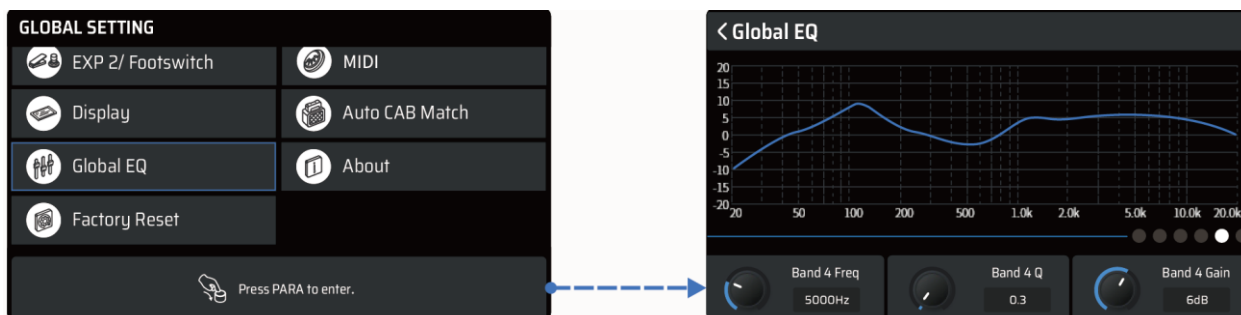 GLOBAL SETTING
EXP 2/ Footswitch
MIDI
Display
Auto CAB Match
Global EQ
About
Factory Reset
Press PARA to enter.
Global EQ
20
15
10
5
0
-5
-10
-15
-20
20 50 100 200 500 1.0k 2.0k 5.0k 10.0k 20.0k
Band 4 Freq
5000Hz
Band 4 Q
0.3
Band 4 Gain
6dB